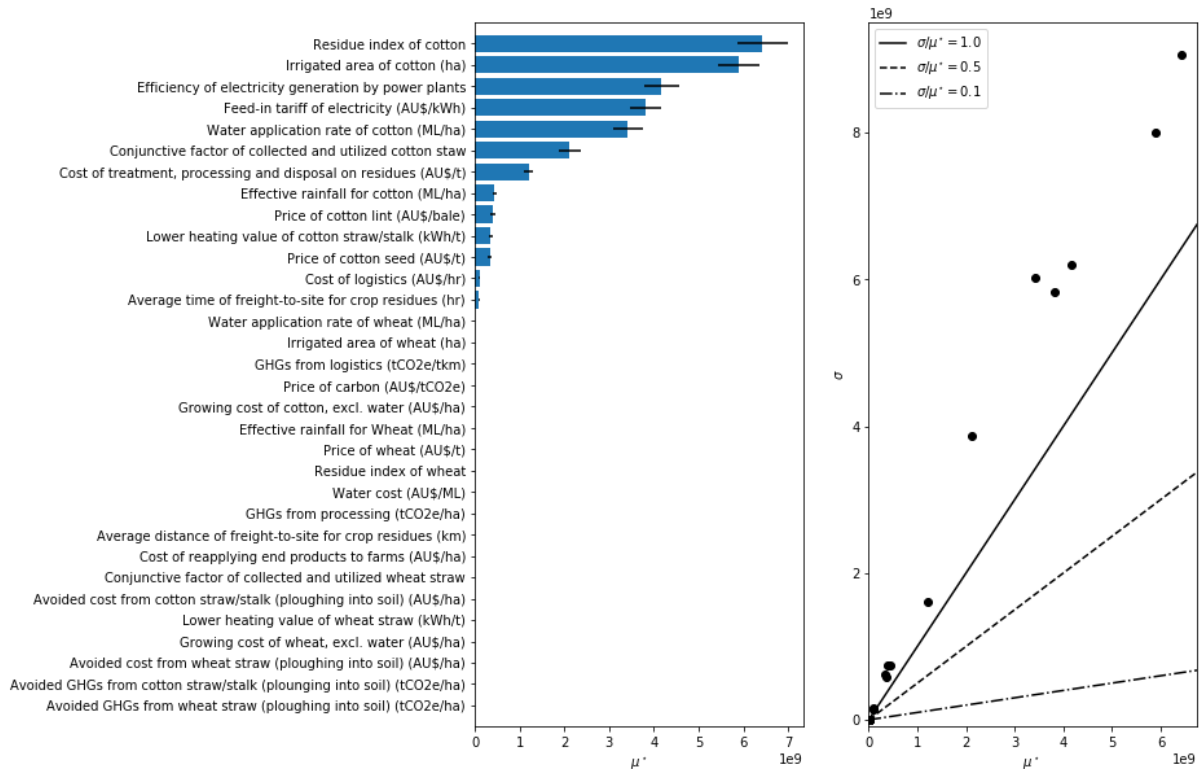 Residue index of cotton
Irrigated area of cotton (ha)
Efficiency of electricity generation by power plants
Feed-in tariff of electricity (AU$/kWh)
Water application rate of cotton (ML/ha)
Conjunctive factor of collected and utilized cotton staw
Cost of treatment, processing and disposal on residues (AU$/t)
Effective rainfall for cotton (ML/ha)
Price of cotton lint (AU$/bale)
Lower heating value of cotton straw/stalk (kWh/t)
Price of cotton seed (AU$/t)
Cost of logistics (AU$/hr)
Average time of freight-to-site for crop residues (hr)
Water application rate of wheat (ML/ha)
Irrigated area of wheat (ha)
GHGs from logistics (tCO2e/tkm)
Price of carbon (AU$/tCO2e)
Growing cost of cotton, excl. water (AU$/ha)
Effective rainfall for Wheat (ML/ha)
Price of wheat (AU$/t)
Residue index of wheat
Water cost (AU$/ML)
GHGs from processing (tCO2e/ha)
Average distance of freight-to-site for crop residues (km)
Cost of reapplying end products to farms (AU$/ha)
Conjunctive factor of collected and utilized wheat straw
Avoided cost from cotton straw/stalk (ploughing into soil) (AU$/ha)
Lower heating value of wheat straw (kWh/t)
Growing cost of wheat, excl. water (AU$/ha)
Avoided cost from wheat straw (ploughing into soil) (AU$/ha)
Avoided GHGs from cotton straw/stalk (plounging into soil) (tCO2e/ha)
Avoided GHGs from wheat straw (ploughing into soil) (tCO2e/ha)
0 1 2 3 4 5 6 7
1e9
μ*
1e9
σ/μ* = 1.0
σ/μ* = 0.5
σ/μ* = 0.1
8
6
4
2
0
σ
0 1 2 3 4 5 6
1e9
μ*